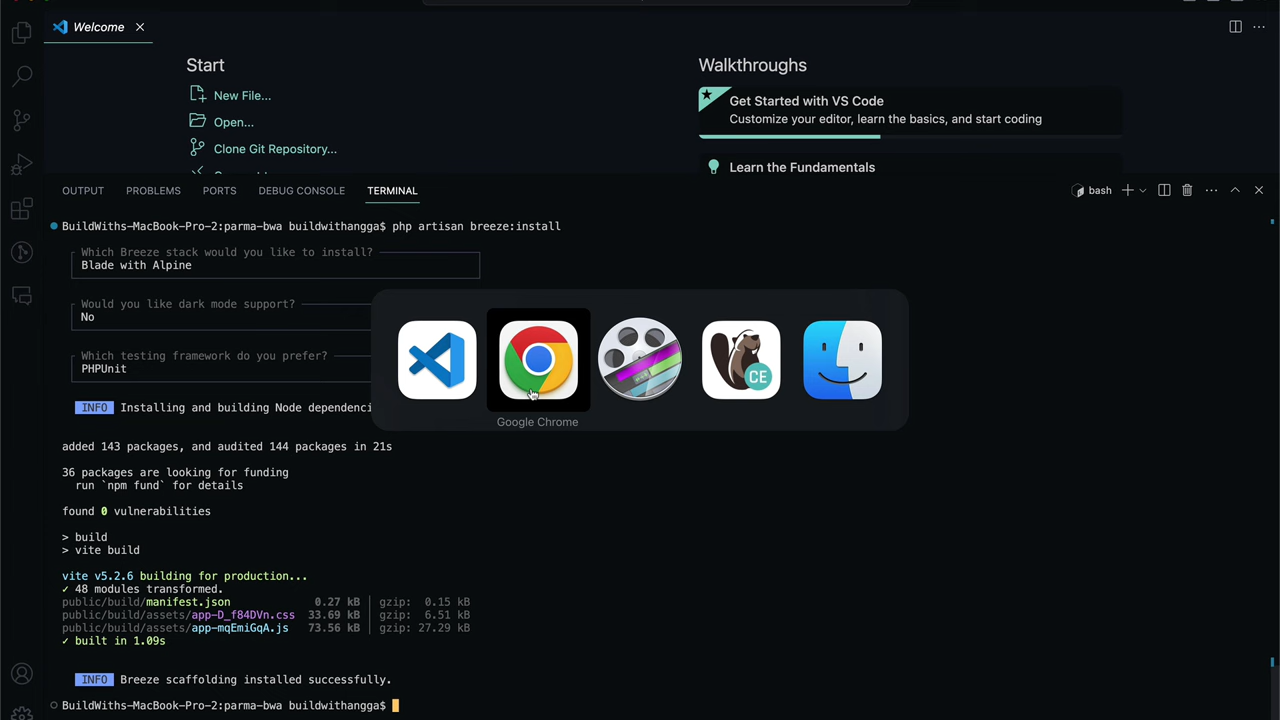 Welcome
Start
Walkthroughs
New File...
Open...
Clone Git Repository...
Get Started with VS Code
Customize your editor, learn the basics, and start coding
Learn the Fundamentals
OUTPUT PROBLEMS PORTS DEBUG CONSOLE TERMINAL
bash
BuildWiths-MacBook-Pro-2:parma-bwa buildwithangga$ php artisan breeze:install
Which Breeze stack would you like to install?
Blade with Alpine
Would you like dark mode support?
No
Which testing framework do you prefer?
PHPUnit
INFO Installing and building Node dependenci
CE
Google Chrome
added 143 packages, and audited 144 packages in 21s
36 packages are looking for funding
run `npm fund` for details
found 0 vulnerabilities
> build
> vite build
vite v5.2.6 building for production...
✓ 48 modules transformed.
public/build/manifest.json 0.27 kB │ gzip: 0.15 kB
public/build/assets/app-D_f84DVn.css 33.69 kB │ gzip: 6.51 kB
public/build/assets/app-mqEmiGqA.js 73.56 kB │ gzip: 27.29 kB
✓ built in 1.09s
INFO Breeze scaffolding installed successfully.
BuildWiths-MacBook-Pro-2:parma-bwa buildwithangga$